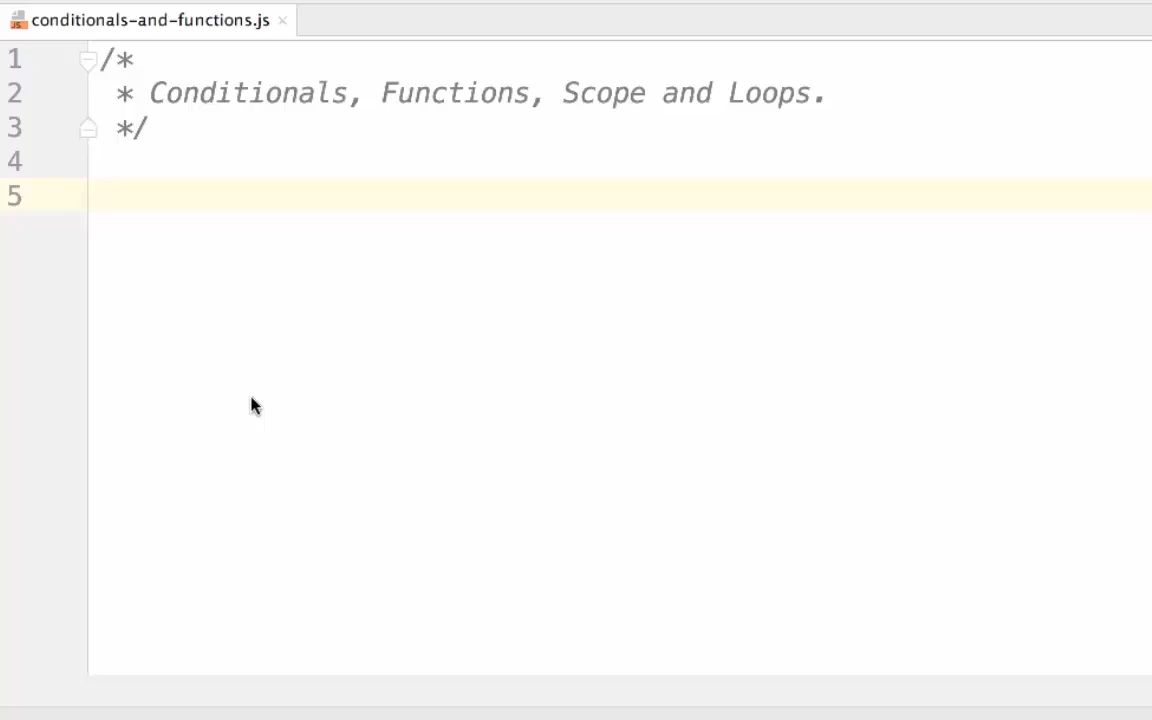 conditionals-and-functions.js
1 /*
2 * Conditionals, Functions, Scope and Loops.
3 */
4
5